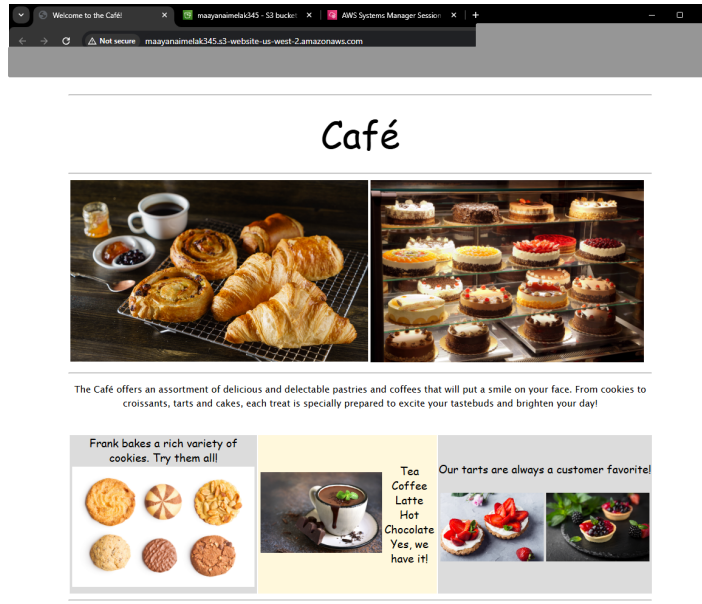 Welcome to the Café!
maayanaimelak345 - S3 bucket
AWS Systems Manager Session
Not secure
maayanaimelak345.s3-website-us-west-2.amazonaws.com
Café
The Café offers an assortment of delicious and delectable pastries and coffees that will put a smile on your face. From cookies to
croissants, tarts and cakes, each treat is specially prepared to excite your tastebuds and brighten your day!
Frank bakes a rich variety of
cookies. Try them all!
Tea
Coffee
Latte
Hot
Chocolate
Yes, we
have it!
Our tarts are always a customer favorite!